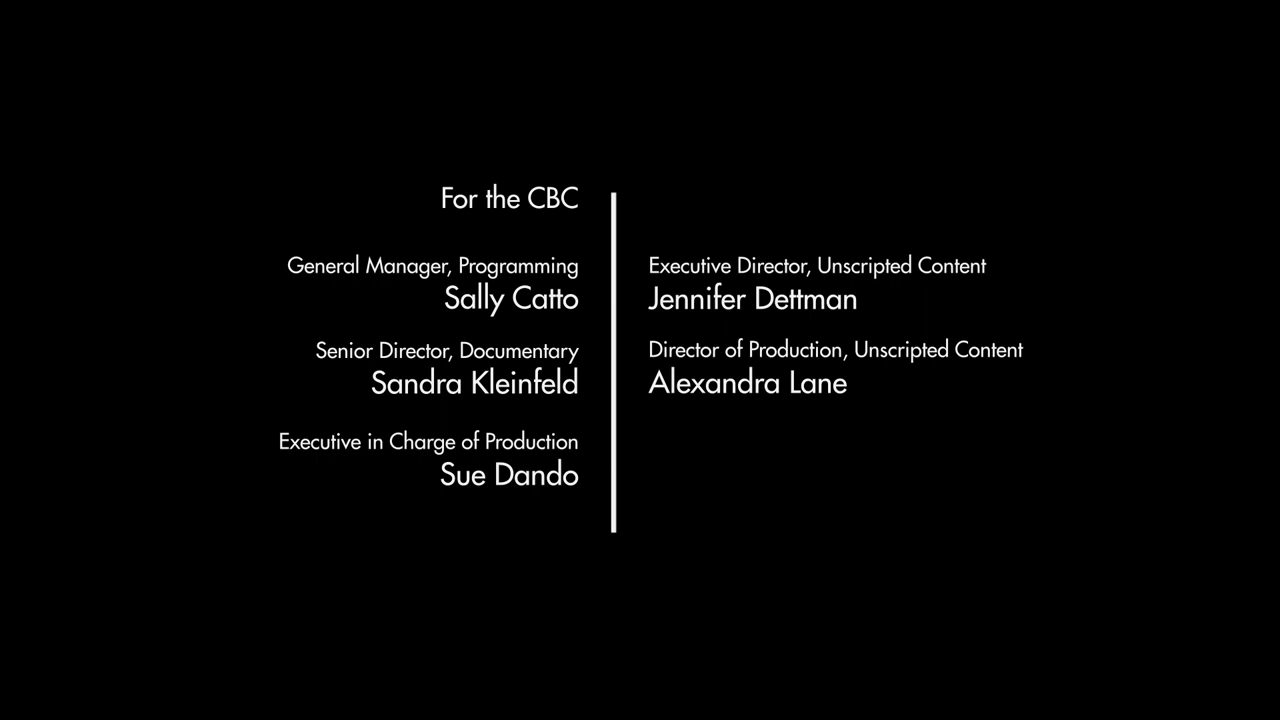 For the CBC
General Manager, Programming
Sally Catto
Senior Director, Documentary
Sandra Kleinfeld
Executive in Charge of Production
Sue Dando
Executive Director, Unscripted Content
Jennifer Dettman
Director of Production, Unscripted Content
Alexandra Lane